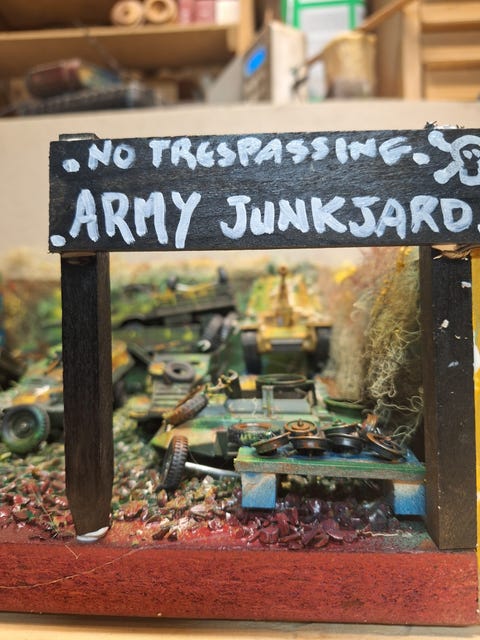 . NO TRESPASSING.
. ARMY JUNKJARD.